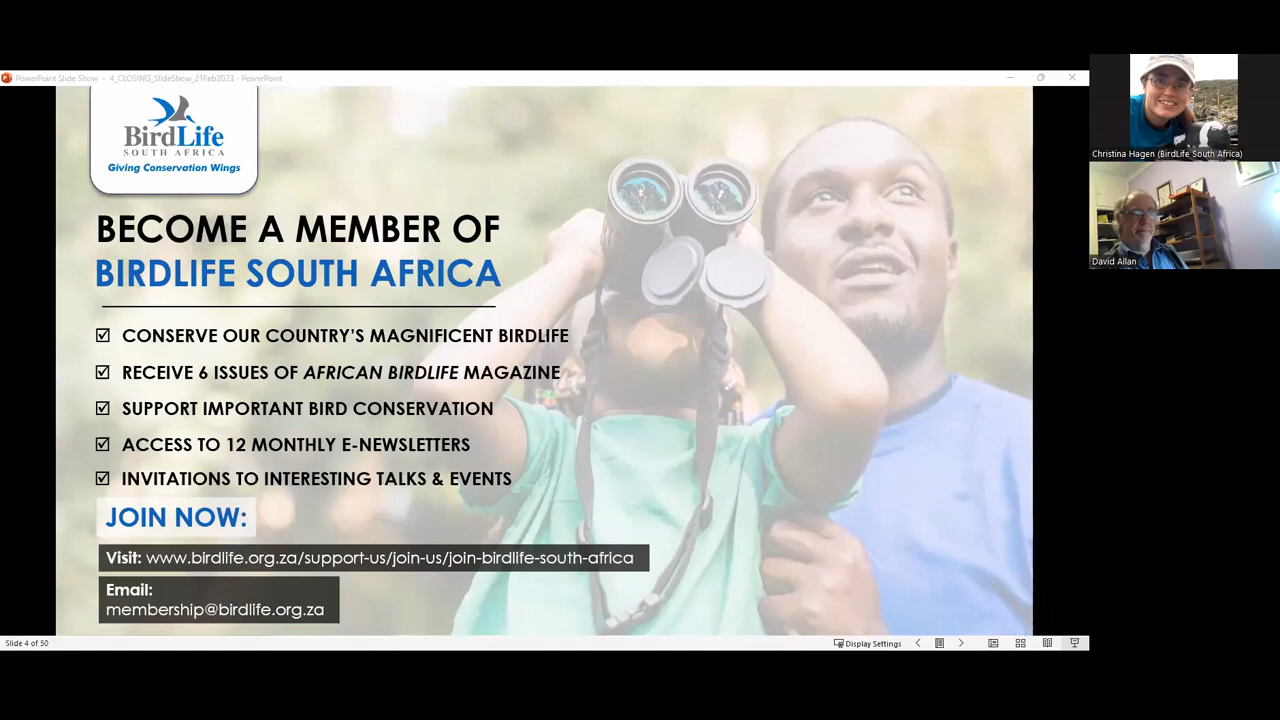 PowerPoint Slide Show - 4_CLOSING_SlideShow_21Feb2023 - PowerPoint
BirdLife
SOUTH AFRICA
Giving Conservation Wings
BECOME A MEMBER OF
BIRDLIFE SOUTH AFRICA
☑ CONSERVE OUR COUNTRY'S MAGNIFICENT BIRDLIFE
☑ RECEIVE 6 ISSUES OF AFRICAN BIRDLIFE MAGAZINE
☑ SUPPORT IMPORTANT BIRD CONSERVATION
☑ ACCESS TO 12 MONTHLY E-NEWSLETTERS
☑ INVITATIONS TO INTERESTING TALKS & EVENTS
JOIN NOW:
Visit: www.birdlife.org.za/support-us/join-us/join-birdlife-south-africa
Email:
membership@birdlife.org.za
Slide 4 of 50
Display Settings
Christina Hagen (BirdLife South Africa)
David Allan